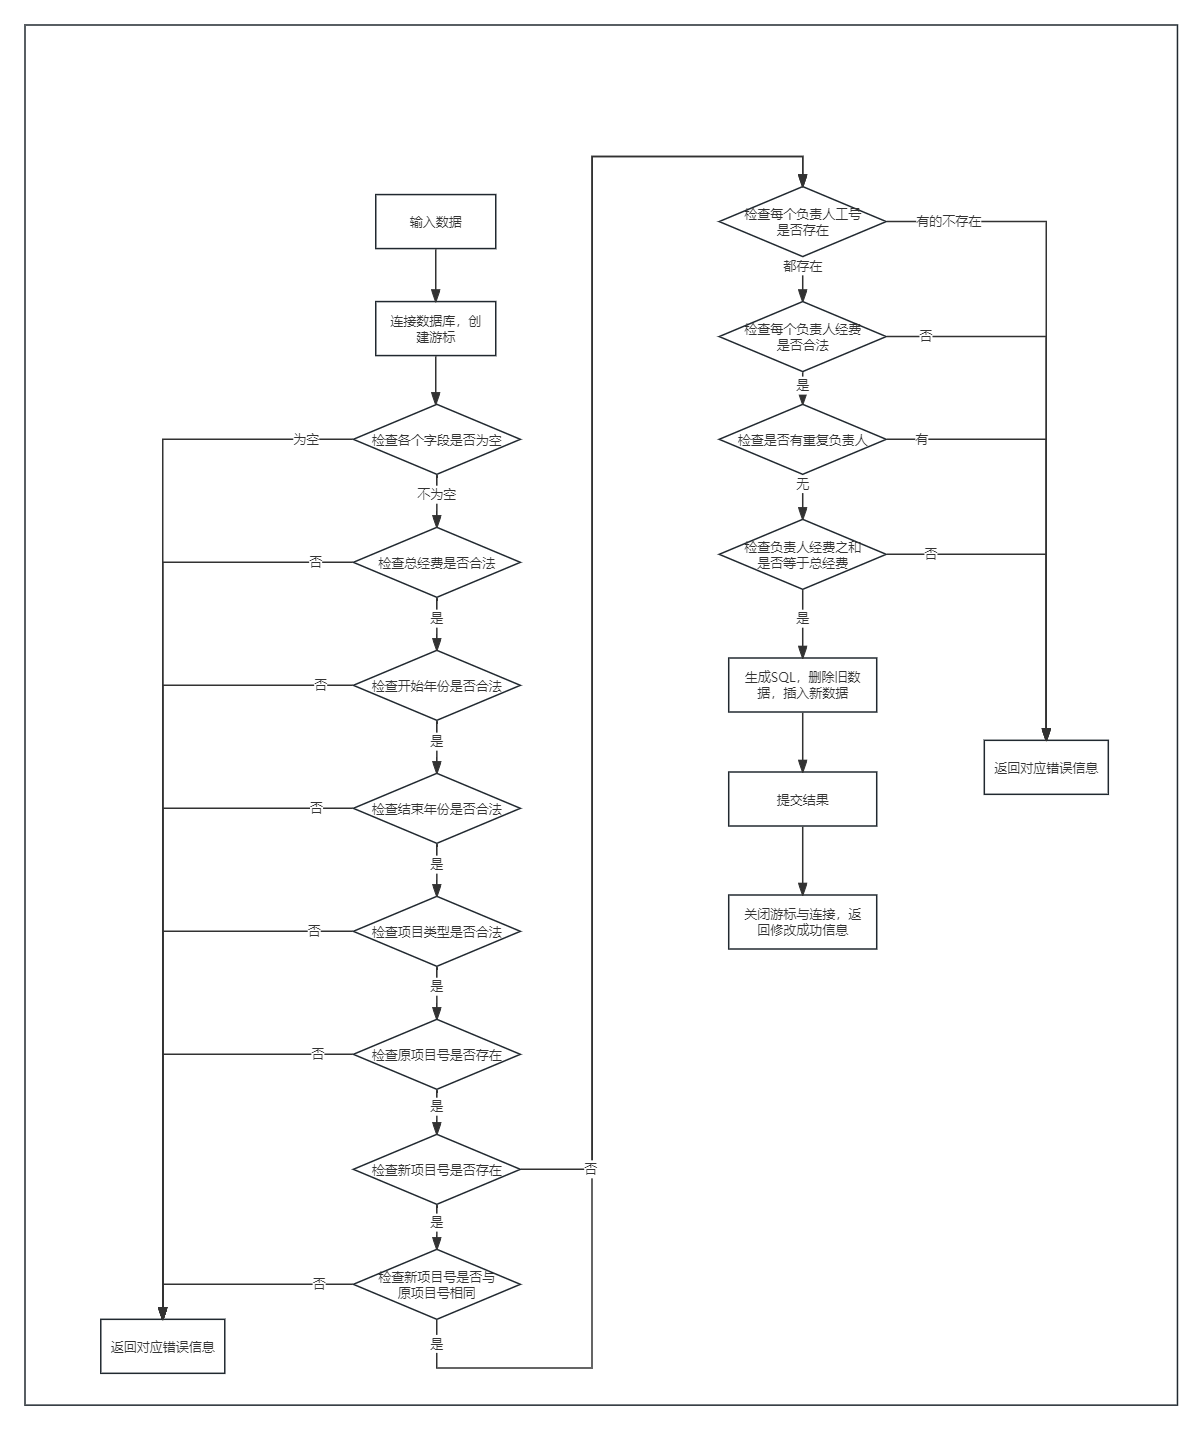 输入数据
连接数据库，创
建游标
检查各个字段是否为空
为空
不为空
检查总经费是否合法
否
是
检查开始年份是否合法
否
是
检查结束年份是否合法
否
是
检查项目类型是否合法
否
是
检查原项目号是否存在
否
是
检查新项目号是否存在
否
是
检查新项目号是否与
原项目号相同
否
是
返回对应错误信息
检查每个负责人工号
是否存在
有的不存在
都存在
检查每个负责人经费
是否合法
否
是
检查是否有重复负责人
有
无
检查负责人经费之和
是否等于总经费
否
是
生成SQL，删除旧数
据，插入新数据
返回对应错误信息
提交结果
关闭游标与连接，返
回修改成功信息